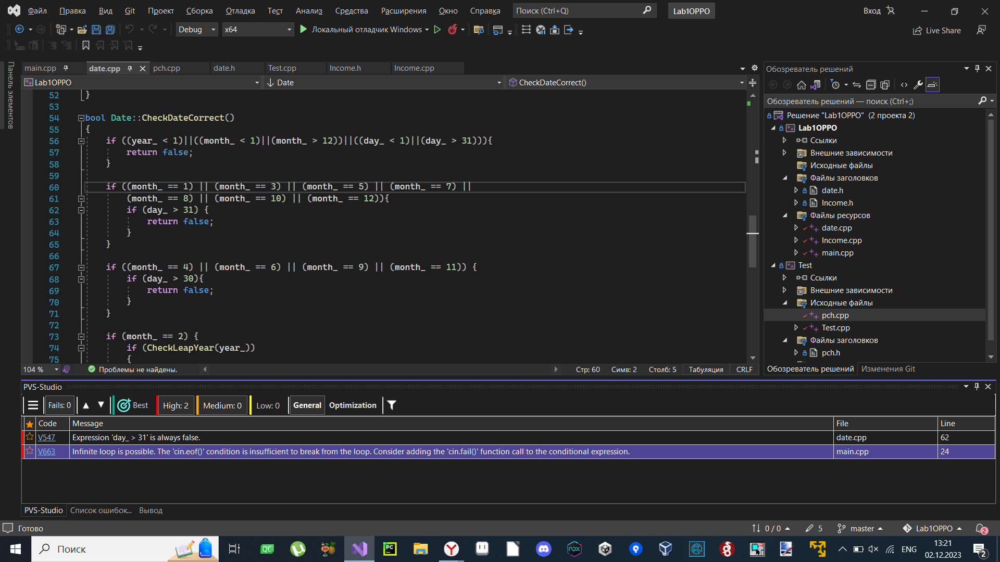 Файл Правка Вид Git Проект Сборка Отладка Тест Анализ Средства Расширения Окно Справка Поиск (Ctrl+Q) Lab1OPPO Вход
Debug x64 Локальный отладчик Windows Live Share
Панель элементов
main.cpp date.cpp pch.cpp date.h Test.cpp Income.h Income.cpp
Lab1OPPO Date CheckDateCorrect()
52 }
53
54 bool Date::CheckDateCorrect()
55 {
56 if ((year_ < 1)||((month_ < 1)||(month_ > 12))||((day_ < 1)||(day_ > 31))){
57 return false;
58 }
59
60 if ((month_ == 1) || (month_ == 3) || (month_ == 5) || (month_ == 7) ||
61 (month_ == 8) || (month_ == 10) || (month_ == 12)){
62 if (day_ > 31) {
63 return false;
64 }
65 }
66
67 if ((month_ == 4) || (month_ == 6) || (month_ == 9) || (month_ == 11)) {
68 if (day_ > 30){
69 return false;
70 }
71 }
72
73 if (month_ == 2) {
74 if (CheckLeapYear(year_))
75 {
104 % Проблемы не найдены. Стр: 60 Симв: 2 Столб: 5 Табуляция CRLF
Обозреватель решений
Обозреватель решений — поиск (Ctrl+;)
Решение "Lab1OPPO" (2 проекта 2)
Lab1OPPO
Ссылки
Внешние зависимости
Исходные файлы
Файлы заголовков
date.h
Income.h
Файлы ресурсов
date.cpp
Income.cpp
main.cpp
Test
Ссылки
Внешние зависимости
Исходные файлы
pch.cpp
Test.cpp
Файлы заголовков
pch.h
Обозреватель решений Изменения Git
PVS-Studio
Fails: 0 Best High: 2 Medium: 0 Low: 0 General Optimization
Code Message File Line
V547 Expression 'day_ > 31' is always false. date.cpp 62
V663 Infinite loop is possible. The 'cin.eof()' condition is insufficient to break from the loop. Consider adding the 'cin.fail()' function call to the conditional expression. main.cpp 24
PVS-Studio Список ошибок... Вывод
Готово 0 / 0 5 master Lab1OPPO 2
Поиск QC PC nox ENG 13:21
02.12.2023 2